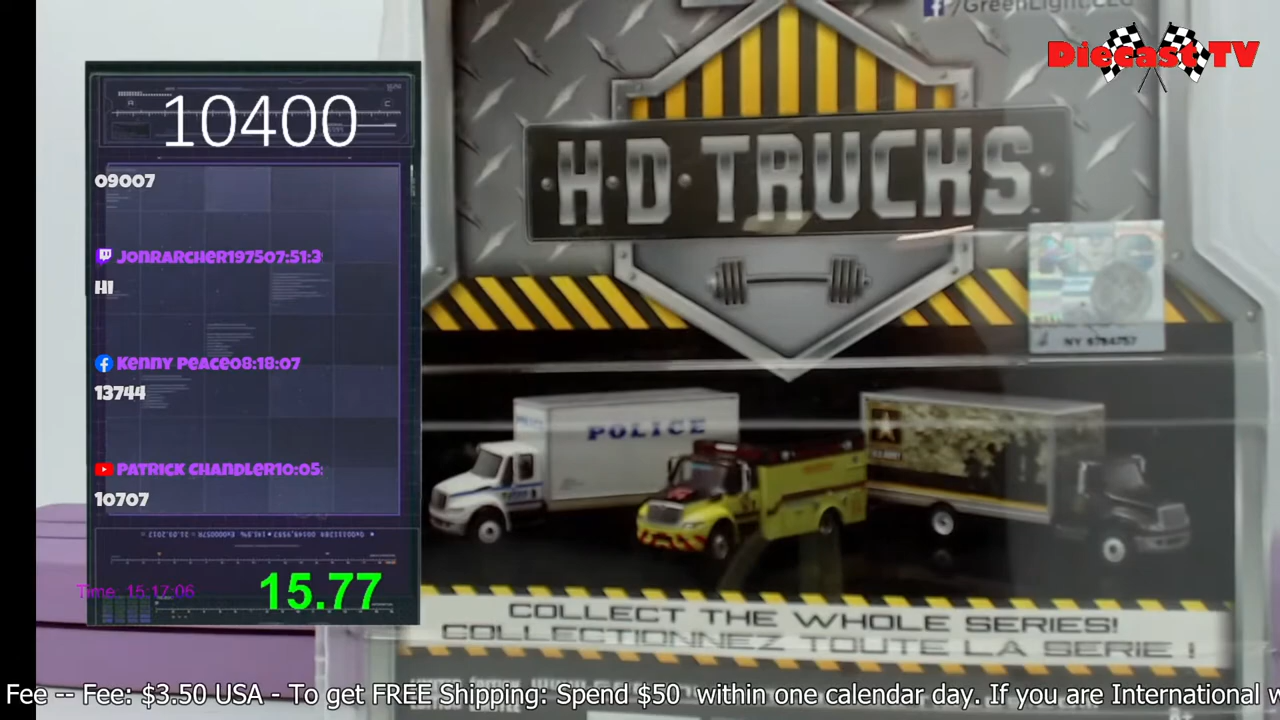 /GreenLight.LLC
Diecast TV
10400
H·D TRUCKS
09007
JONRARCHER197507:51:3
HI
NY 6784757
Kenny Peace08:18:07
13744
POLICE
PATRICK CHANDLER10:05:
10707
Time: 15:17:06
15.77
COLLECT THE WHOLE SERIES!
COLLECTIONNEZ TOUTE LA SERIE !
Fee -- Fee: $3.50 USA - To get FREE Shipping: Spend $50 within one calendar day. If you are International w